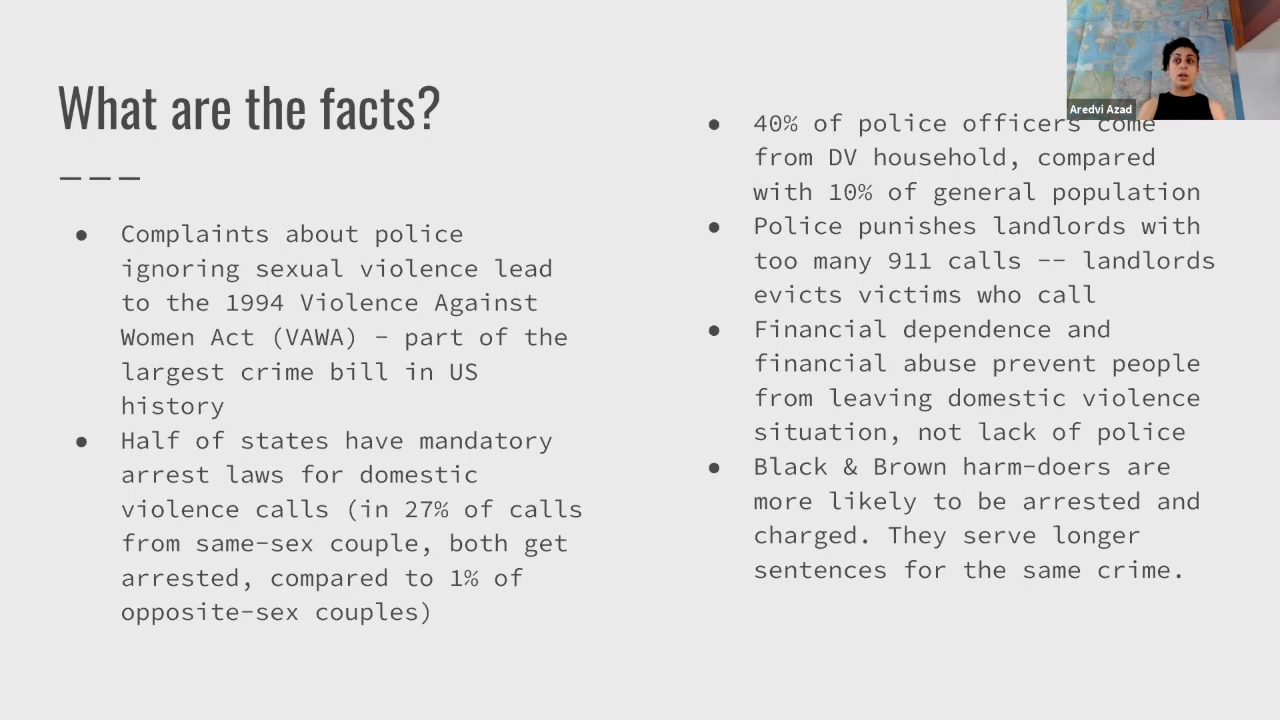 What are the facts?
———
● Complaints about police
ignoring sexual violence lead
to the 1994 Violence Against
Women Act (VAWA) - part of the
largest crime bill in US
history
● Half of states have mandatory
arrest laws for domestic
violence calls (in 27% of calls
from same-sex couple, both get
arrested, compared to 1% of
opposite-sex couples)
● 40% of police officers come
from DV household, compared
with 10% of general population
● Police punishes landlords with
too many 911 calls -- landlords
evicts victims who call
● Financial dependence and
financial abuse prevent people
from leaving domestic violence
situation, not lack of police
● Black & Brown harm-doers are
more likely to be arrested and
charged. They serve longer
sentences for the same crime.
Aredvi Azad